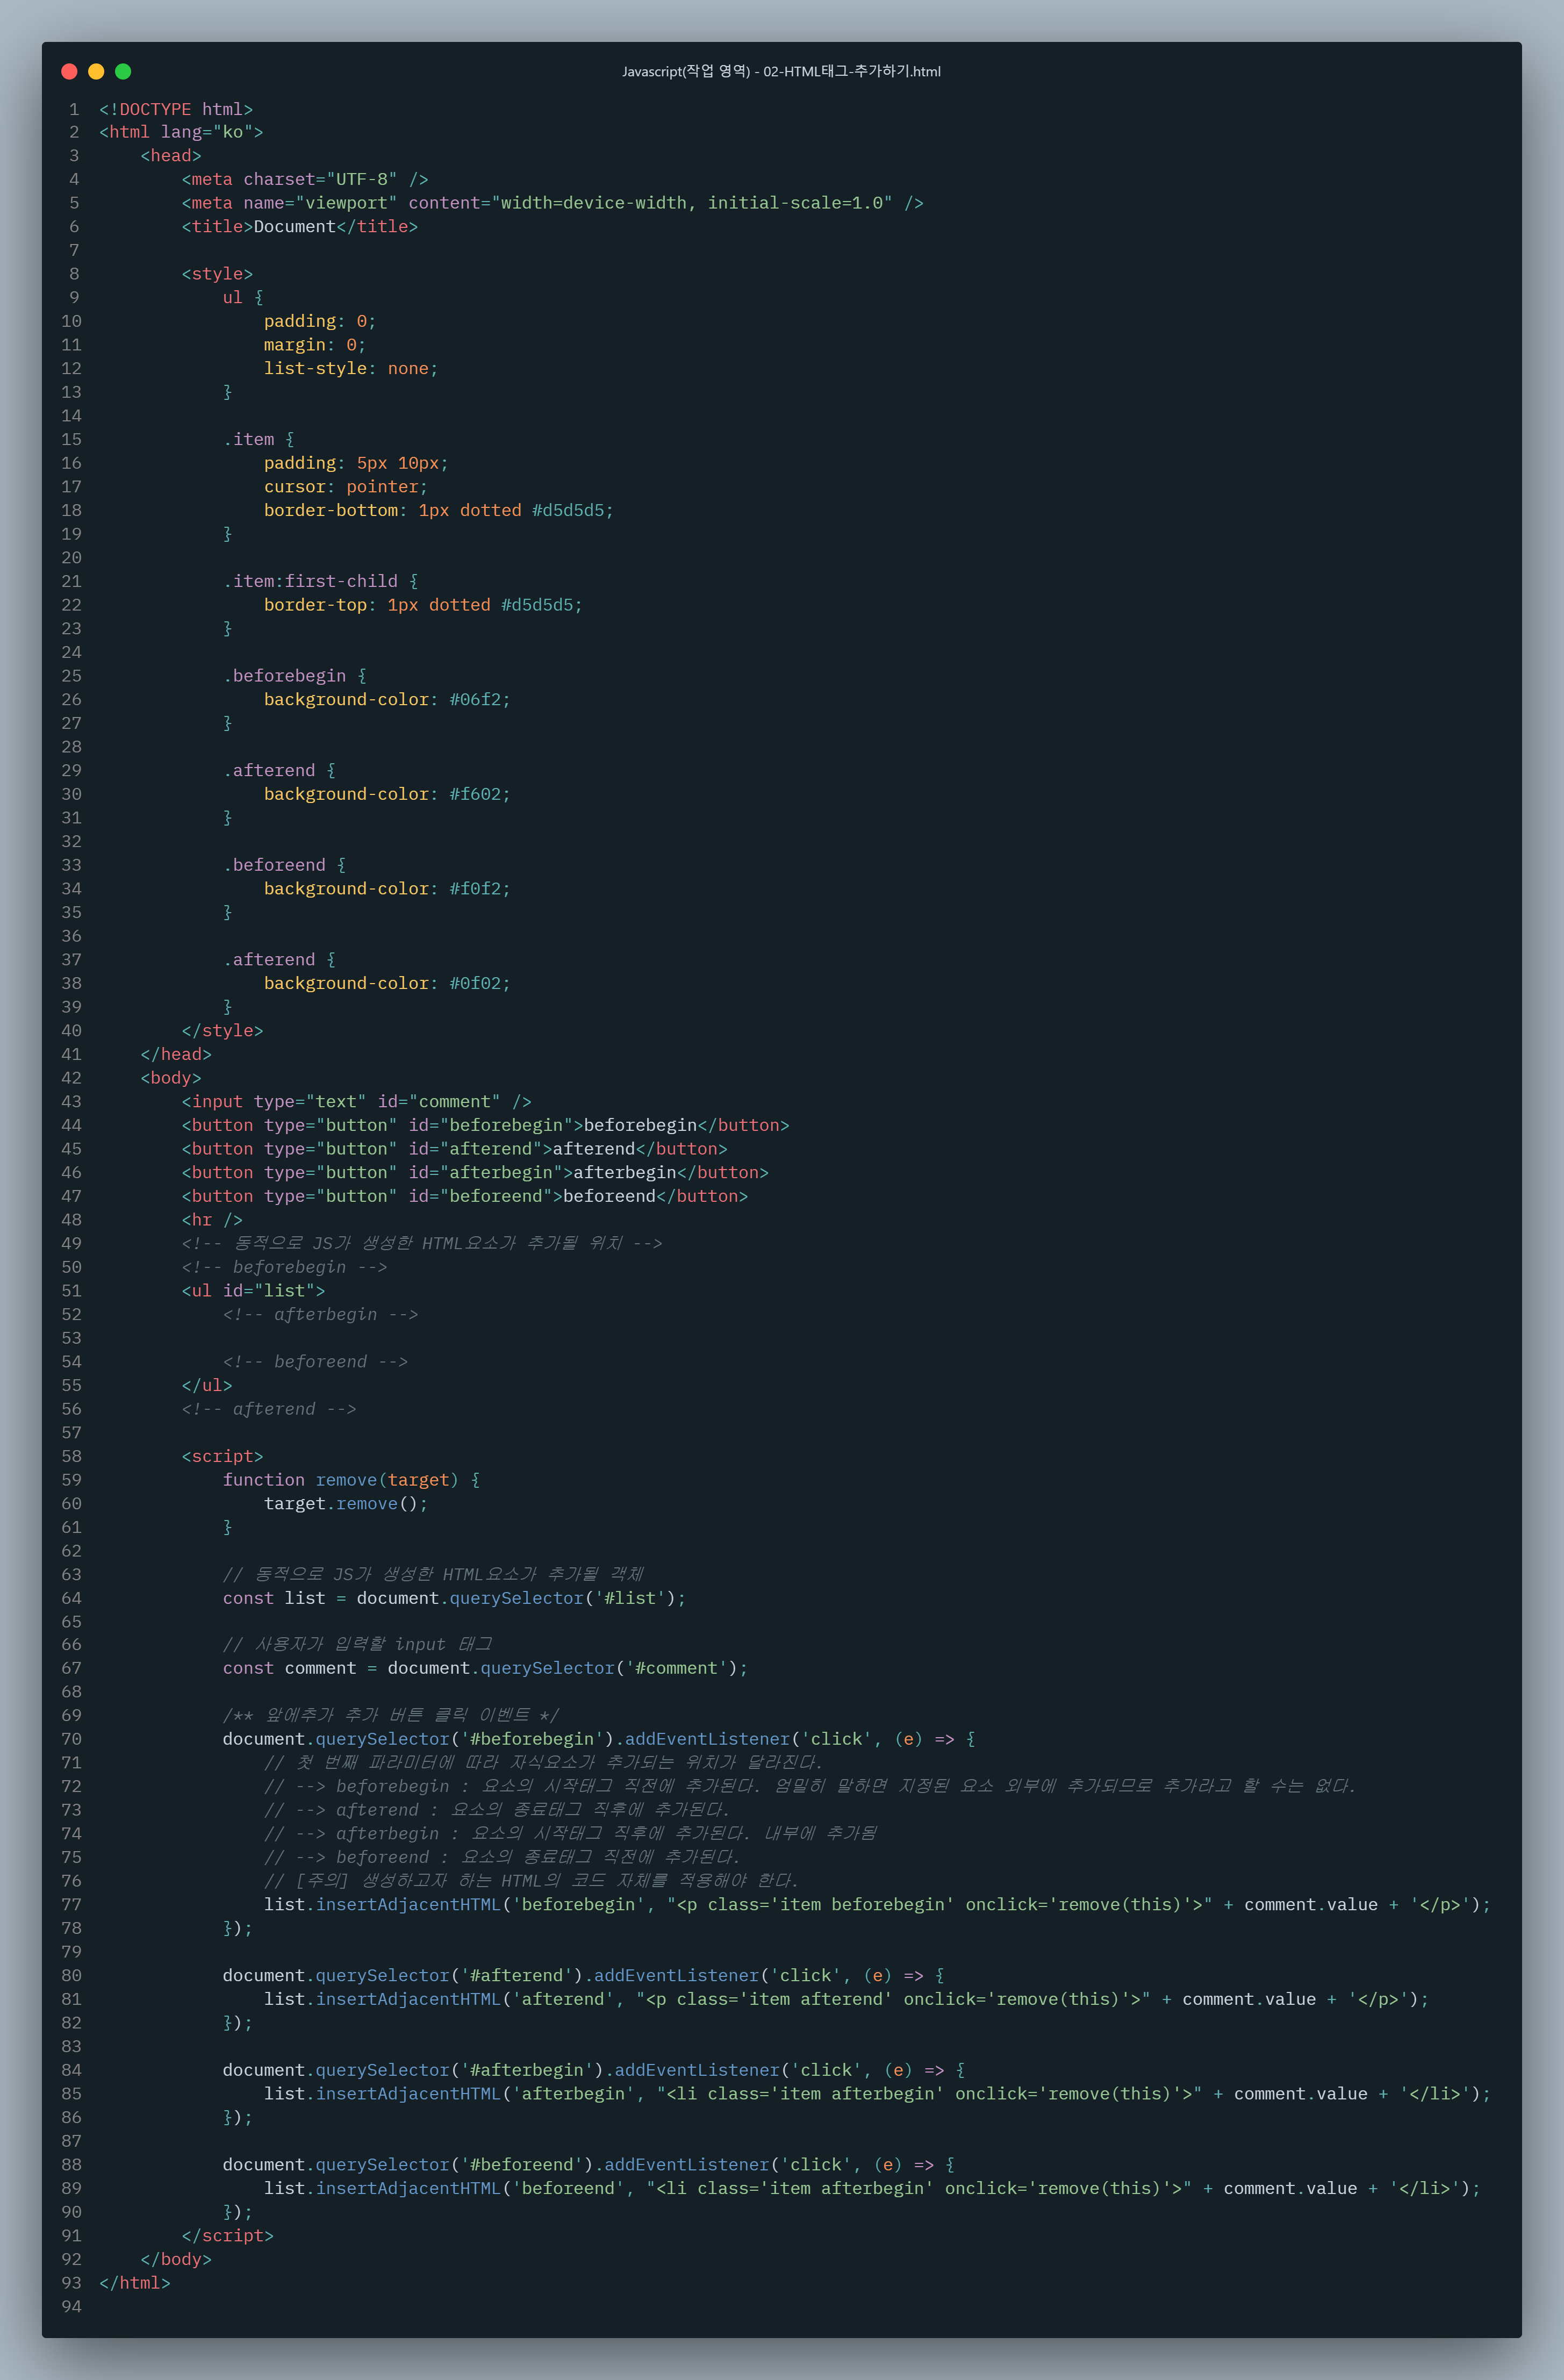 Javascript(작업 영역) - 02-HTML태그-추가하기.html
1 <!DOCTYPE html>
2 <html lang="ko">
3     <head>
4         <meta charset="UTF-8" />
5         <meta name="viewport" content="width=device-width, initial-scale=1.0" />
6         <title>Document</title>
7
8         <style>
9             ul {
10                 padding: 0;
11                 margin: 0;
12                 list-style: none;
13             }
14
15             .item {
16                 padding: 5px 10px;
17                 cursor: pointer;
18                 border-bottom: 1px dotted #d5d5d5;
19             }
20
21             .item:first-child {
22                 border-top: 1px dotted #d5d5d5;
23             }
24
25             .beforebegin {
26                 background-color: #06f2;
27             }
28
29             .afterend {
30                 background-color: #f602;
31             }
32
33             .beforeend {
34                 background-color: #f0f2;
35             }
36
37             .afterend {
38                 background-color: #0f02;
39             }
40         </style>
41     </head>
42     <body>
43         <input type="text" id="comment" />
44         <button type="button" id="beforebegin">beforebegin</button>
45         <button type="button" id="afterend">afterend</button>
46         <button type="button" id="afterbegin">afterbegin</button>
47         <button type="button" id="beforeend">beforeend</button>
48         <hr />
49         <!-- 동적으로 JS가 생성한 HTML요소가 추가될 위치 -->
50         <!-- beforebegin -->
51         <ul id="list">
52             <!-- afterbegin -->
53
54             <!-- beforeend -->
55         </ul>
56         <!-- afterend -->
57
58         <script>
59             function remove(target) {
60                 target.remove();
61             }
62
63             // 동적으로 JS가 생성한 HTML요소가 추가될 객체
64             const list = document.querySelector('#list');
65
66             // 사용자가 입력할 input 태그
67             const comment = document.querySelector('#comment');
68
69             /** 앞에추가 추가 버튼 클릭 이벤트 */
70             document.querySelector('#beforebegin').addEventListener('click', (e) => {
71                 // 첫 번째 파라미터에 따라 자식요소가 추가되는 위치가 달라진다.
72                 // --> beforebegin : 요소의 시작태그 직전에 추가된다. 엄밀히 말하면 지정된 요소 외부에 추가되므로 추가라고 할 수는 없다.
73                 // --> afterend : 요소의 종료태그 직후에 추가된다.
74                 // --> afterbegin : 요소의 시작태그 직후에 추가된다. 내부에 추가됨
75                 // --> beforeend : 요소의 종료태그 직전에 추가된다.
76                 // [주의] 생성하고자 하는 HTML의 코드 자체를 적용해야 한다.
77                 list.insertAdjacentHTML('beforebegin', "<p class='item beforebegin' onclick='remove(this)'>" + comment.value + '</p>');
78             });
79
80             document.querySelector('#afterend').addEventListener('click', (e) => {
81                 list.insertAdjacentHTML('afterend', "<p class='item afterend' onclick='remove(this)'>" + comment.value + '</p>');
82             });
83
84             document.querySelector('#afterbegin').addEventListener('click', (e) => {
85                 list.insertAdjacentHTML('afterbegin', "<li class='item afterbegin' onclick='remove(this)'>" + comment.value + '</li>');
86             });
87
88             document.querySelector('#beforeend').addEventListener('click', (e) => {
89                 list.insertAdjacentHTML('beforeend', "<li class='item afterbegin' onclick='remove(this)'>" + comment.value + '</li>');
90             });
91         </script>
92     </body>
93 </html>
94